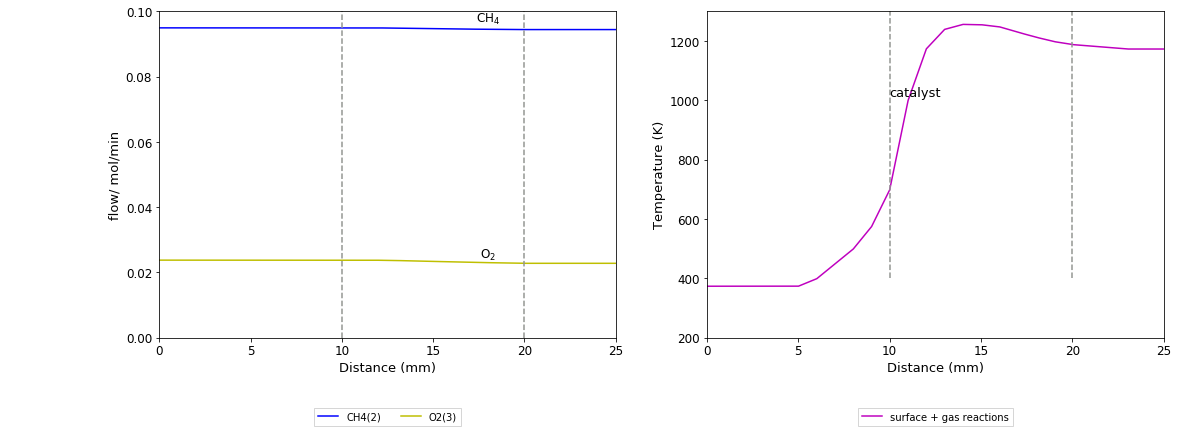 flow/ mol/min
0.10
0.08
0.06
0.04
0.02
0.00
CH₄
O₂
0 5 10 15 20 25
Distance (mm)
CH4(2) O2(3)
Temperature (K)
1200
1000
800
600
400
200
catalyst
0 5 10 15 20 25
Distance (mm)
surface + gas reactions